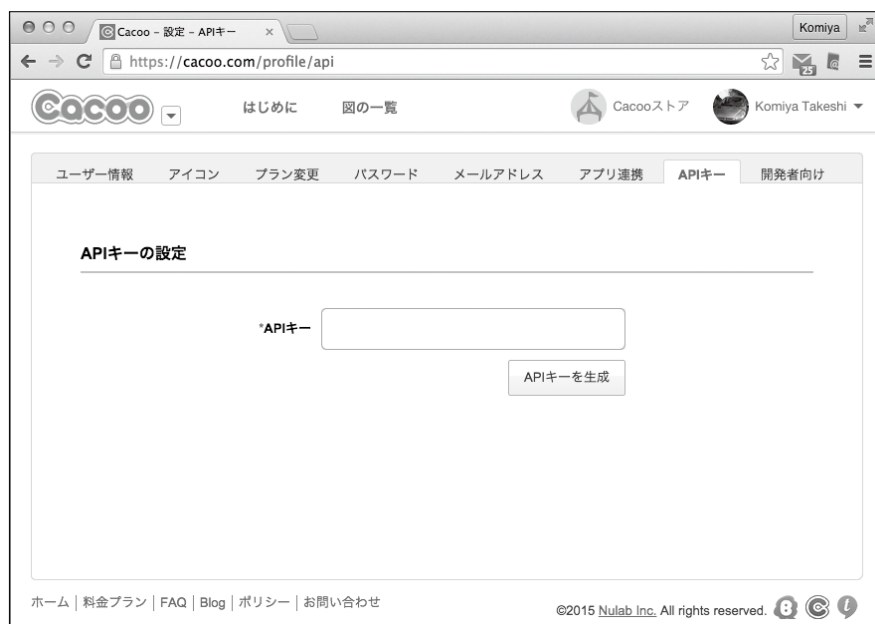 Cacoo - 設定 - APIキー
Komiya
https://cacoo.com/profile/api
25
Cacoo はじめに 図の一覧 Cacooストア Komiya Takeshi
ユーザー情報 アイコン プラン変更 パスワード メールアドレス アプリ連携 APIキー 開発者向け
APIキーの設定
*APIキー
APIキーを生成
ホーム | 料金プラン | FAQ | Blog | ポリシー | お問い合わせ
©2015 Nulab Inc. All rights reserved.